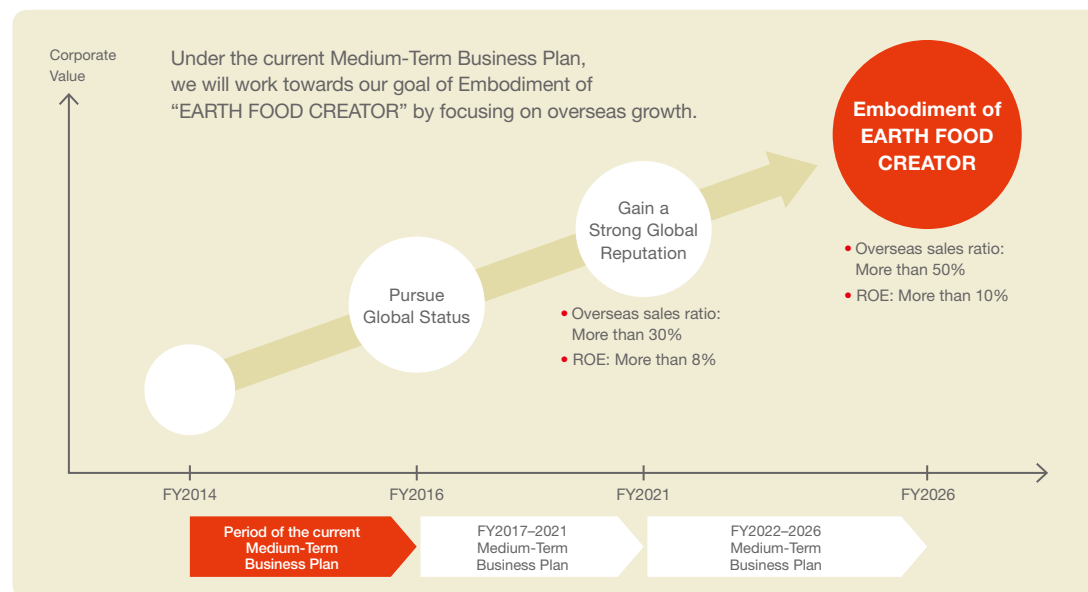 Corporate
Value
Under the current Medium-Term Business Plan,
we will work towards our goal of Embodiment of
“EARTH FOOD CREATOR” by focusing on overseas growth.
Embodiment of
EARTH FOOD
CREATOR
• Overseas sales ratio:
More than 50%
• ROE: More than 10%
Gain a
Strong Global
Reputation
• Overseas sales ratio:
More than 30%
• ROE: More than 8%
Pursue
Global Status
FY2014
FY2016
FY2021
FY2026
Period of the current
Medium-Term
Business Plan
FY2017–2021
Medium-Term
Business Plan
FY2022–2026
Medium-Term
Business Plan